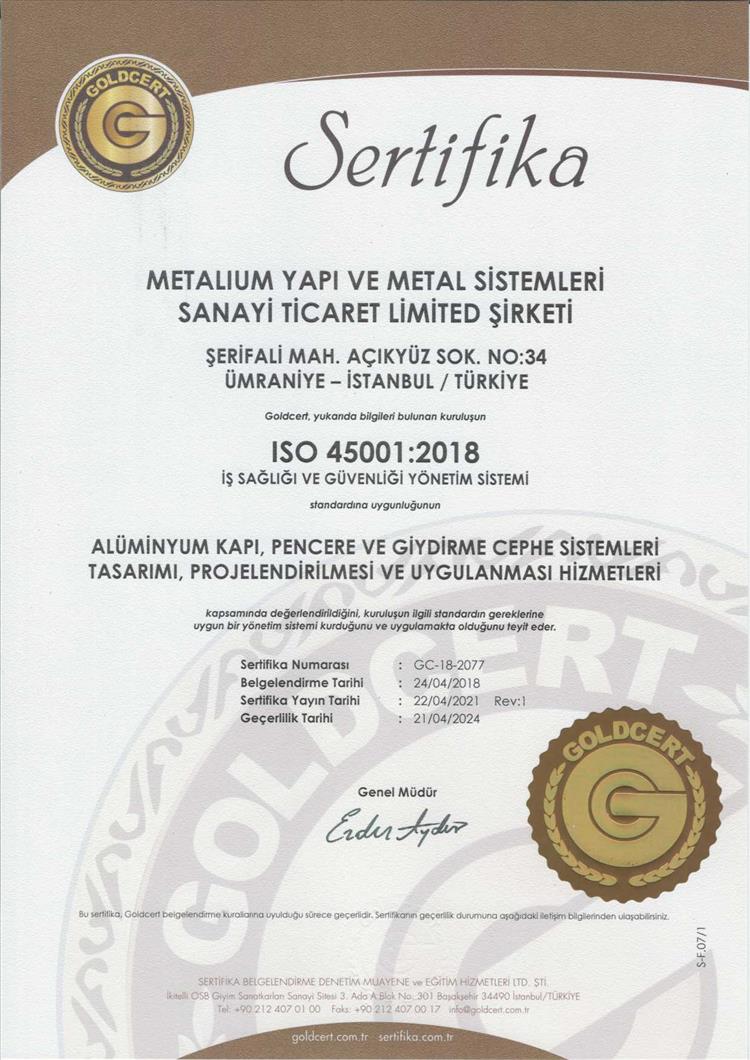 GOLDCERT
Sertifika
METALIUM YAPI VE METAL SİSTEMLERİ
SANAYİ TİCARET LİMİTED ŞİRKETİ
ŞERİFALİ MAH. AÇIKYÜZ SOK. NO:34
ÜMRANİYE – İSTANBUL / TÜRKİYE
Goldcert, yukarıda bilgileri bulunan kuruluşun
ISO 45001:2018
İŞ SAĞLIĞI VE GÜVENLİĞİ YÖNETİM SİSTEMİ
standardına uygunluğunun
ALÜMİNYUM KAPI, PENCERE VE GİYDİRME CEPHE SİSTEMLERİ
TASARIMI, PROJELENDİRİLMESİ VE UYGULANMASI HİZMETLERİ
kapsamında değerlendirildiğini, kuruluşun ilgili standardın gereklerine
uygun bir yönetim sistemi kurduğunu ve uygulamakta olduğunu teyit eder.
Sertifika Numarası : GC-18-2077
Belgelendirme Tarihi : 24/04/2018
Sertifika Yayın Tarihi : 22/04/2021 Rev:1
Geçerlilik Tarihi : 21/04/2024
GOLDCERT
GOLDCERT
Genel Müdür
Bu sertifika, Goldcert belgelendirme kurallarına uyulduğu sürece geçerlidir. Sertifikanın geçerlilik durumuna aşağıdaki iletişim bilgilerinden ulaşabilirsiniz.
S-F.07/1
SERTİFİKA BELGELENDİRME DENETİM MUAYENE ve EĞİTİM HİZMETLERİ LTD. ŞTİ.
İkitelli OSB Giyim Sanatkarları Sanayi Sitesi 3. Ada A Blok No: 301 Başakşehir 34490 İstanbul/TÜRKİYE
Tel: +90 212 407 01 00 Faks: +90 212 407 00 17 info@goldcert.com.tr
goldcert.com.tr sertifika.com.tr